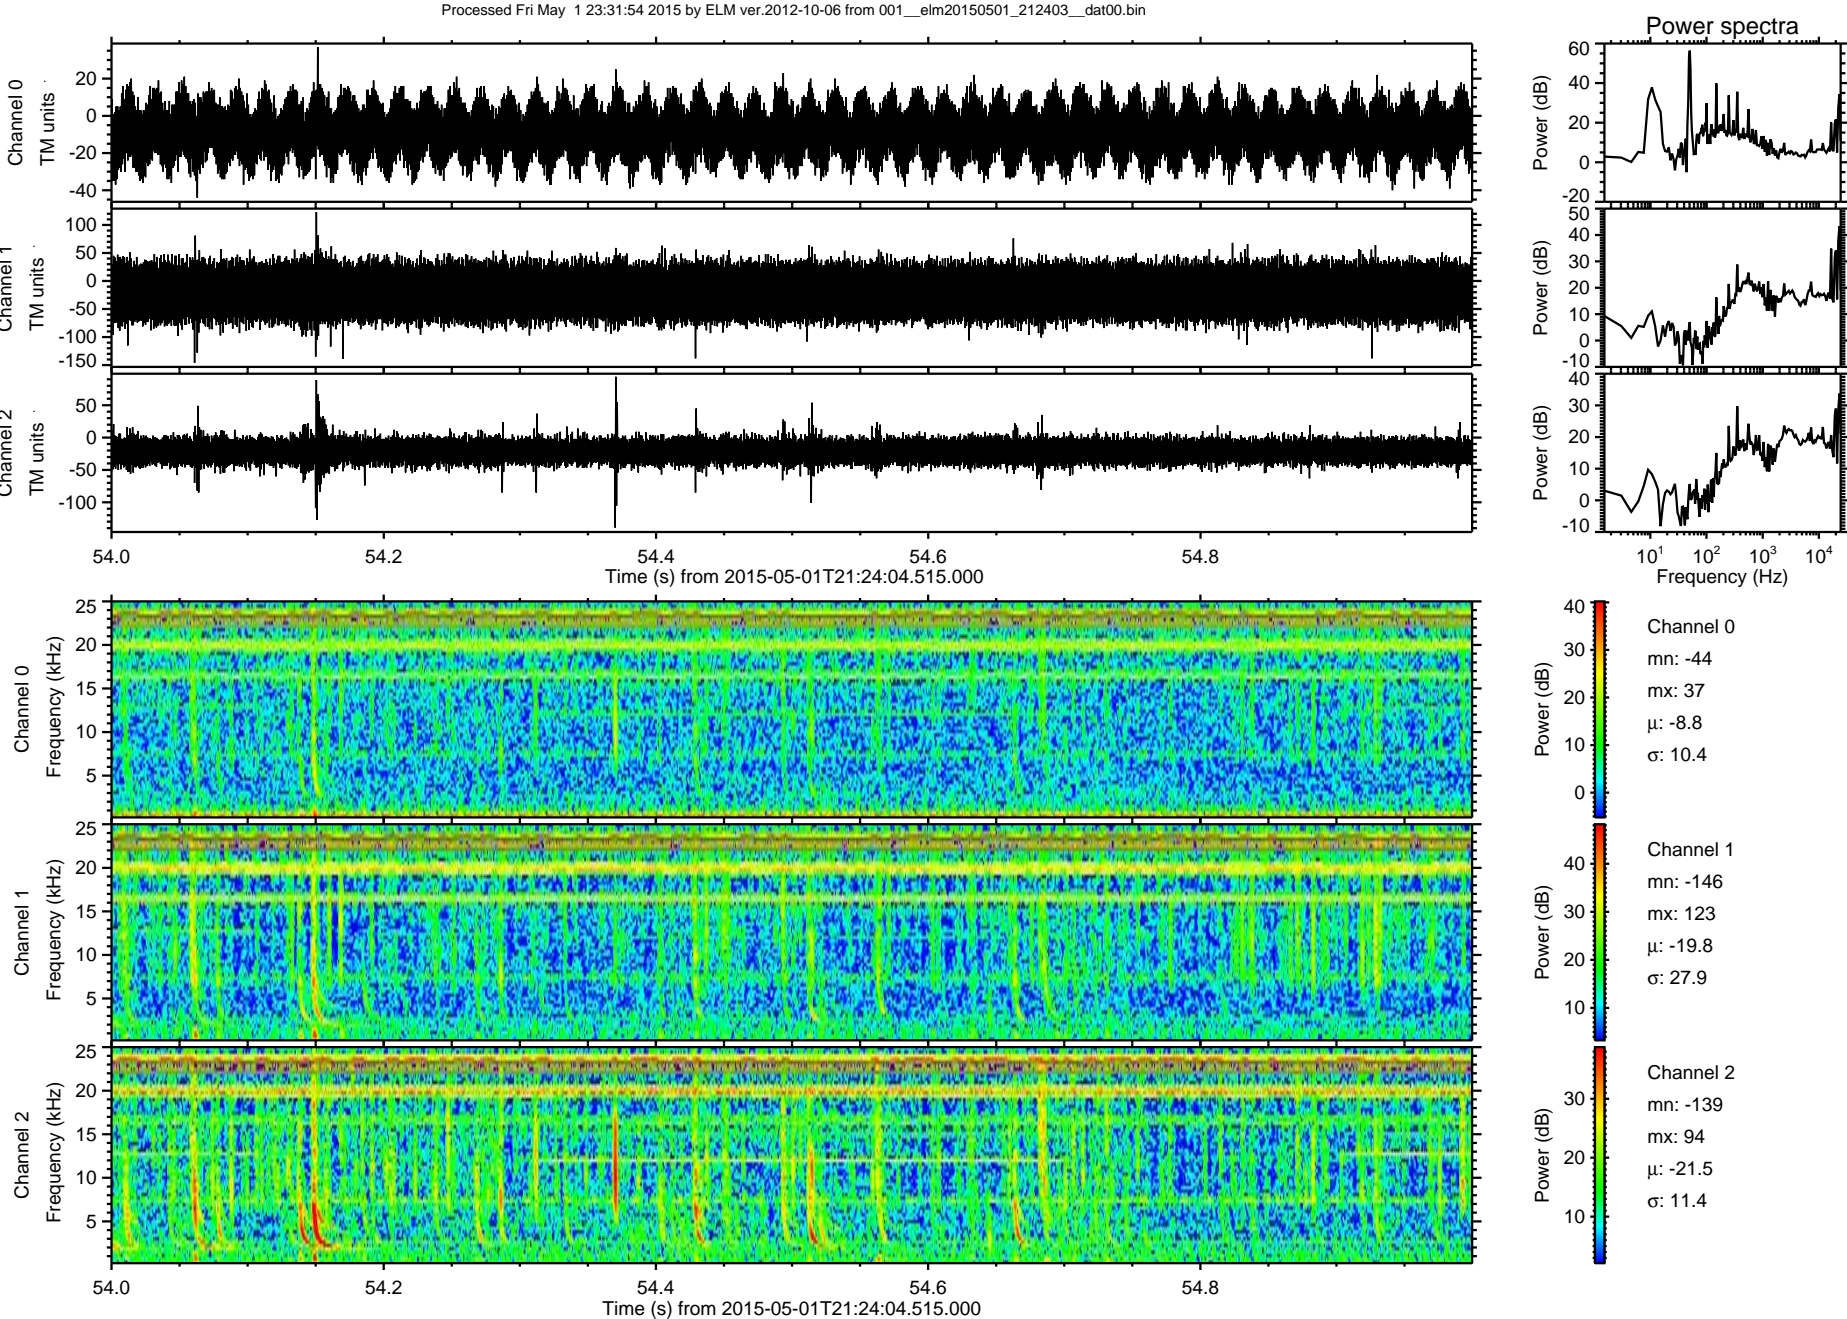 Processed Fri May  1 23:31:54 2015 by ELM ver.2012-10-06 from 001__elm20150501_212403__dat00.bin
Power spectra
Channel 0
TM units
20
0
-20
-40
Power (dB)
60
40
20
0
-20
Channel 1
TM units
100
50
0
-50
-100
-150
Power (dB)
50
40
30
20
10
0
-10
Channel 2
TM units
50
0
-50
-100
Power (dB)
40
30
20
10
0
-10
54.0 54.2 54.4 54.6 54.8
Time (s) from 2015-05-01T21:24:04.515.000
10^1 10^2 10^3 10^4
Frequency (Hz)
Channel 0
Frequency (kHz)
25
20
15
10
5
Power (dB)
40
30
20
10
0
Channel 0
mn: -44
mx: 37
μ: -8.8
σ: 10.4
Channel 1
Frequency (kHz)
25
20
15
10
5
Power (dB)
40
30
20
10
Channel 1
mn: -146
mx: 123
μ: -19.8
σ: 27.9
Channel 2
Frequency (kHz)
25
20
15
10
5
Power (dB)
30
20
10
Channel 2
mn: -139
mx: 94
μ: -21.5
σ: 11.4
54.0 54.2 54.4 54.6 54.8
Time (s) from 2015-05-01T21:24:04.515.000